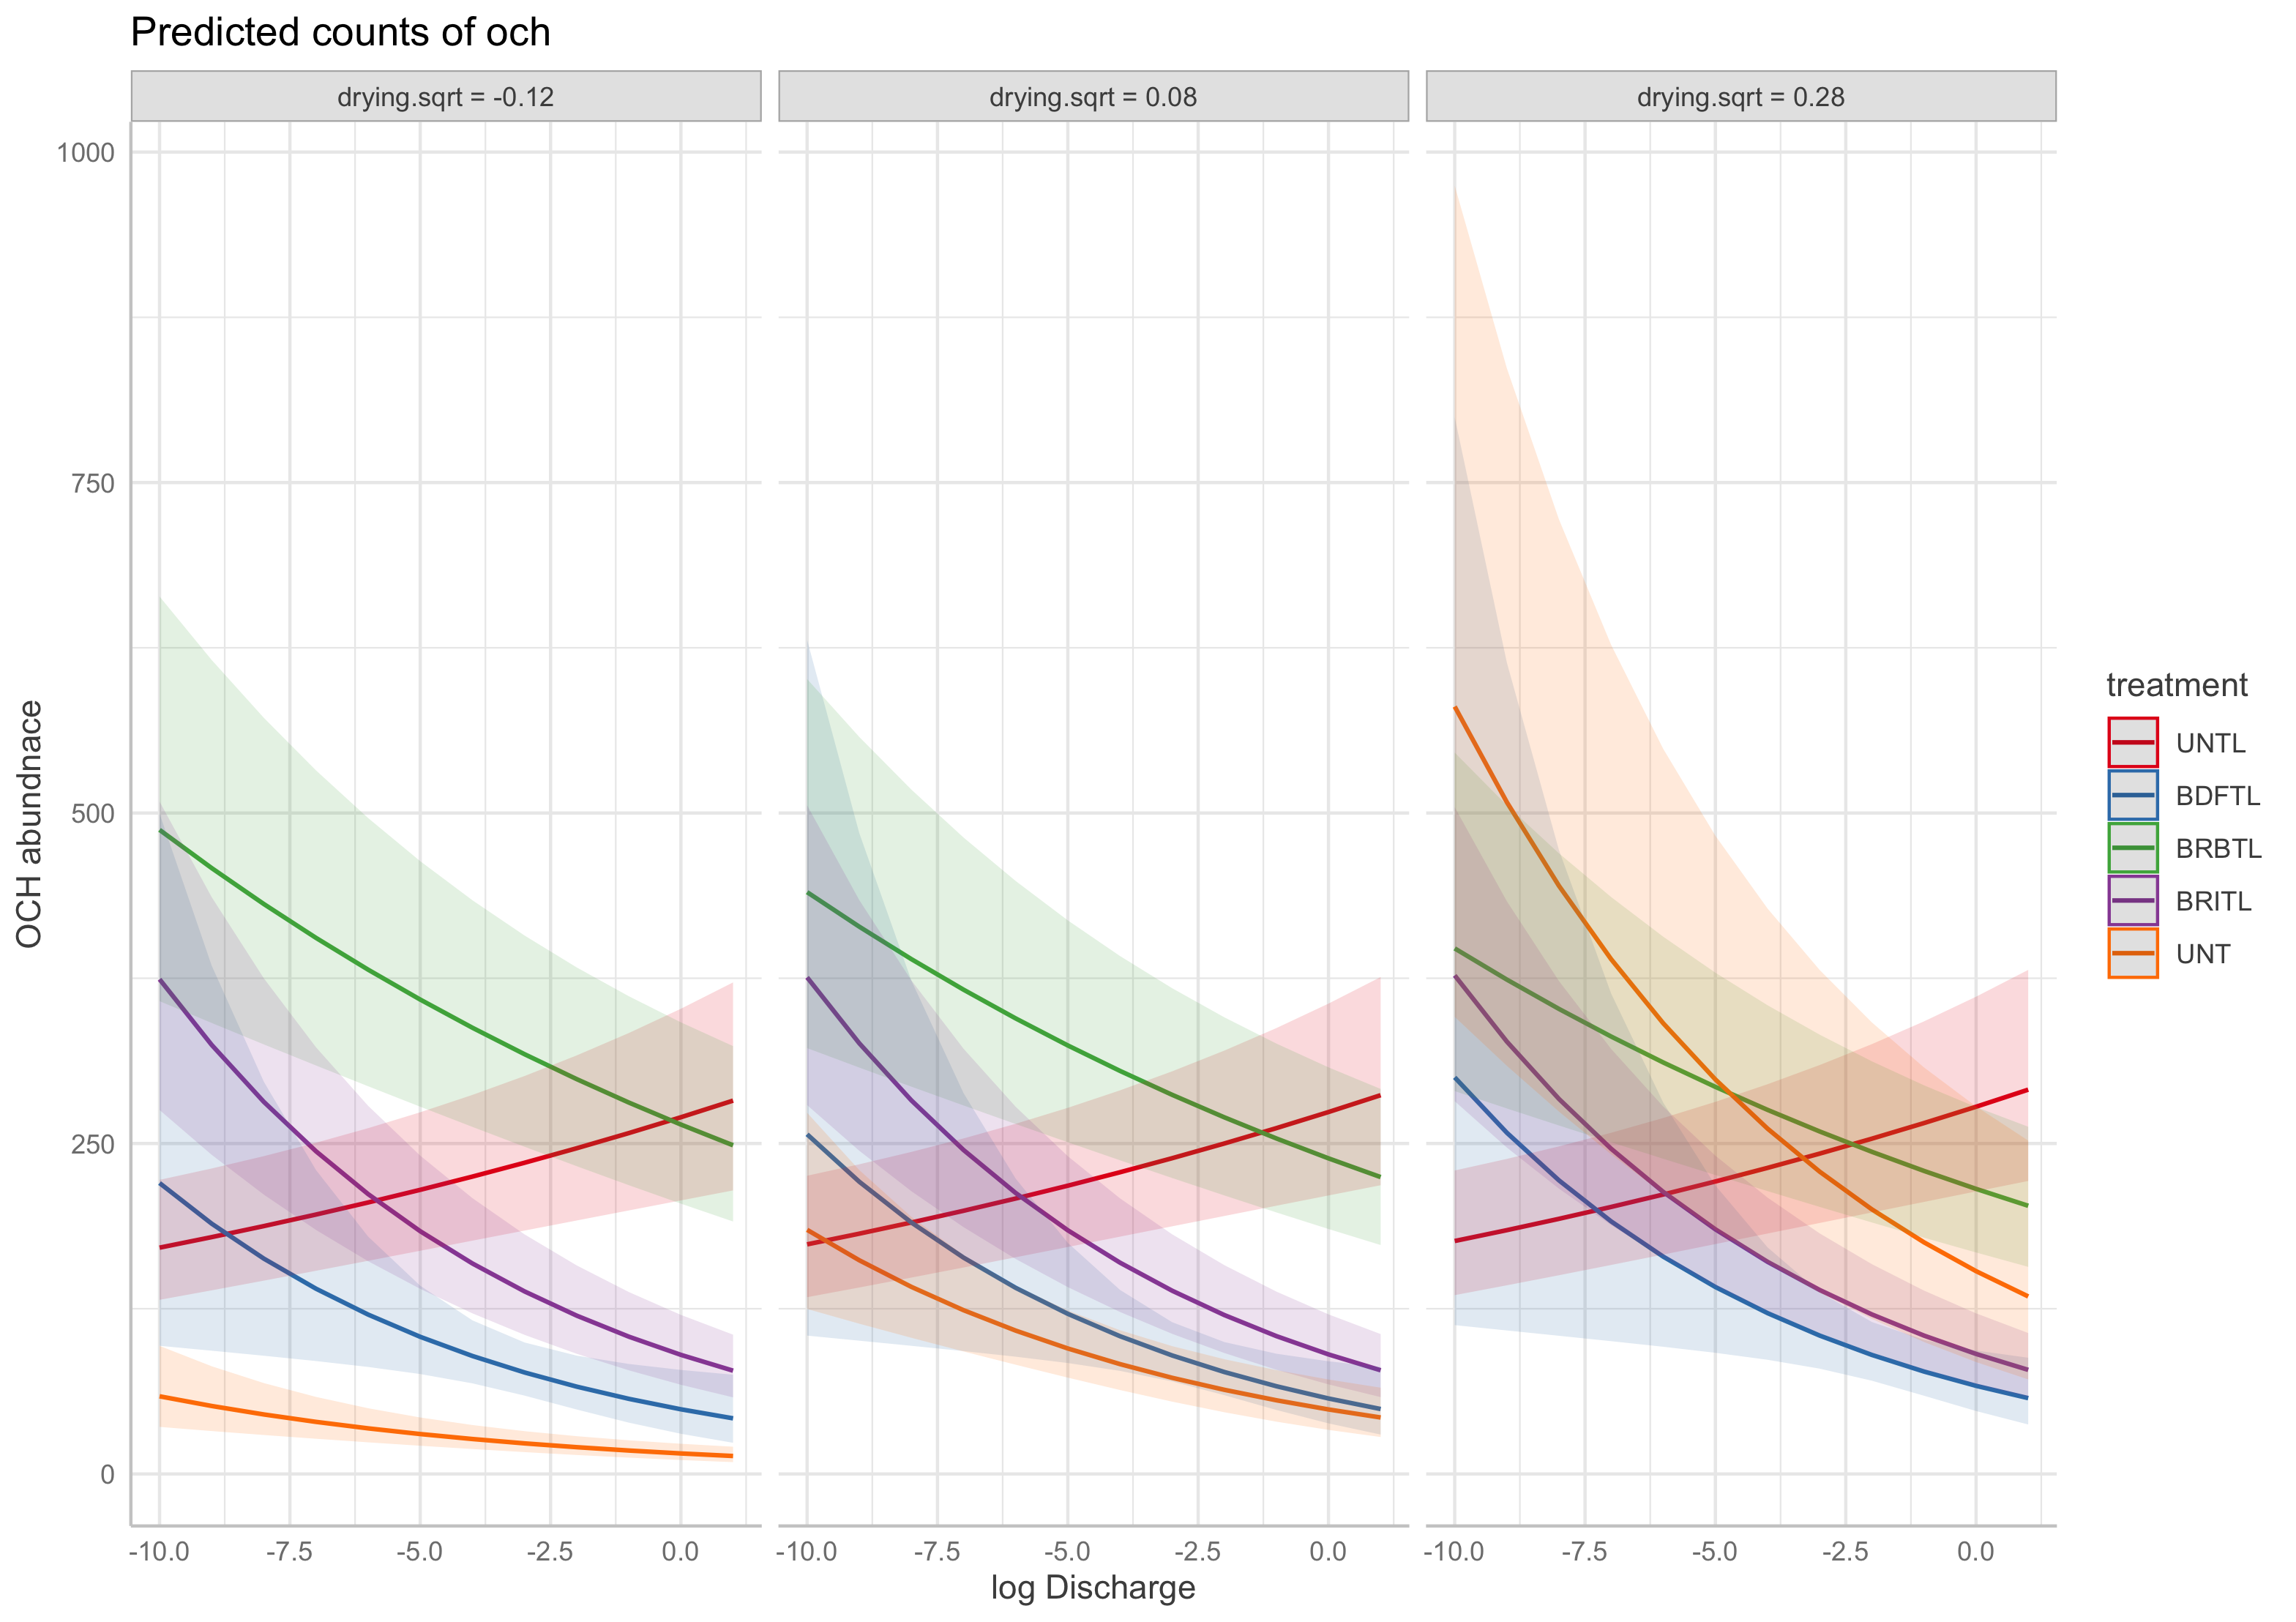 Predicted counts of och
drying.sqrt = -0.12
drying.sqrt = 0.08
drying.sqrt = 0.28
1000
750
500
250
0
OCH abundnace
-10.0 -7.5 -5.0 -2.5 0.0
-10.0 -7.5 -5.0 -2.5 0.0
-10.0 -7.5 -5.0 -2.5 0.0
log Discharge
treatment
UNTL
BDFTL
BRBTL
BRITL
UNT